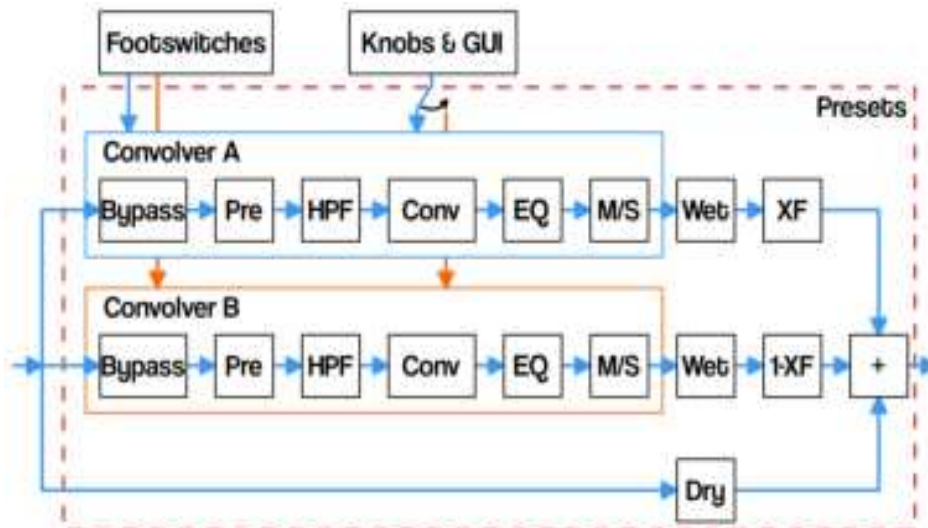 Footswitches
Knobs & GUI
Presets
Convolver A
Bypass Pre HPF Conv EQ M/S Wet XF
Convolver B
Bypass Pre HPF Conv EQ M/S Wet 1-XF +
Dry